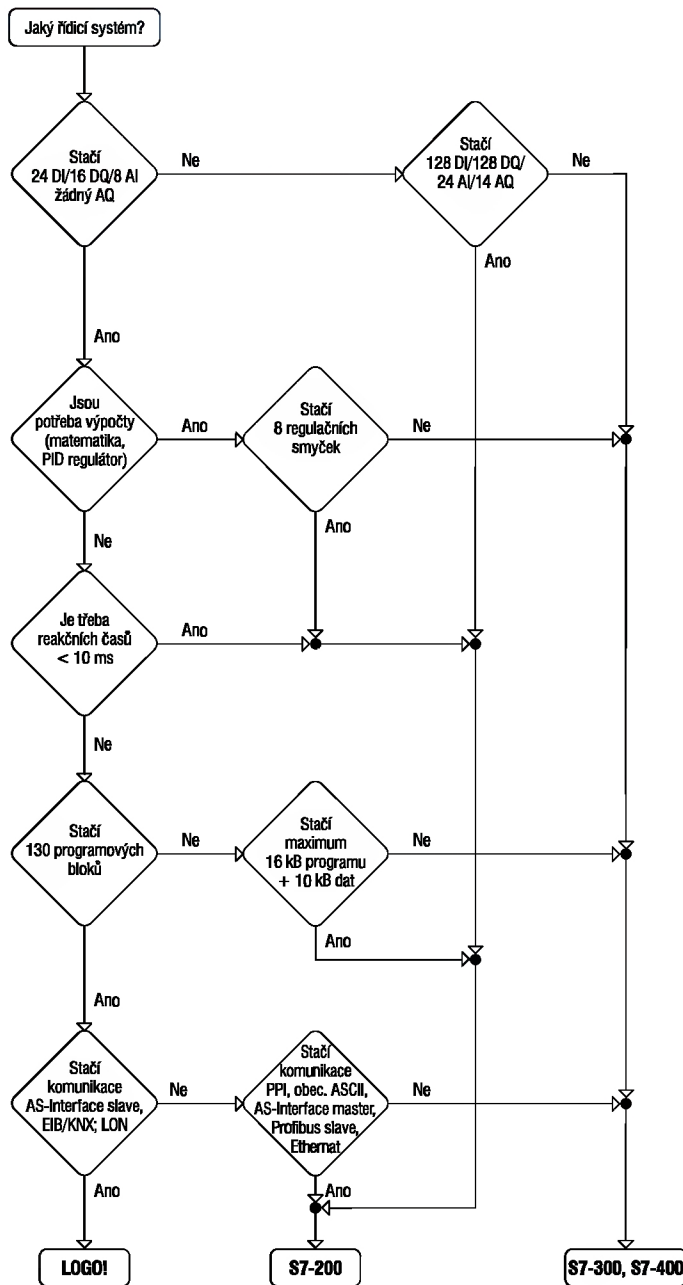 Jaký řídicí systém?
Stačí
24 DI/16 DQ/8 AI
žádný AQ
Ne
Stačí
128 DI/128 DQ/
24 AI/14 AQ
Ne
Ano
Ano
Jsou
potřeba výpočty
(matematika,
PID regulátor)
Ano
Stačí
8 regulačních
smyček
Ne
Ne
Ano
Je třeba
reakčních časů
< 10 ms
Ano
Ne
Stačí
130 programových
bloků
Ne
Stačí
maximum
16 kB programu
+ 10 kB dat
Ne
Ano
Ano
Stačí
komunikace
AS-Interface slave,
EIB/KNX; LON
Ne
Stačí
komunikace
PPI, obec. ASCII,
AS-Interface master,
Profibus slave,
Ethernat
Ne
Ano
Ano
LOGO!
S7-200
S7-300, S7-400